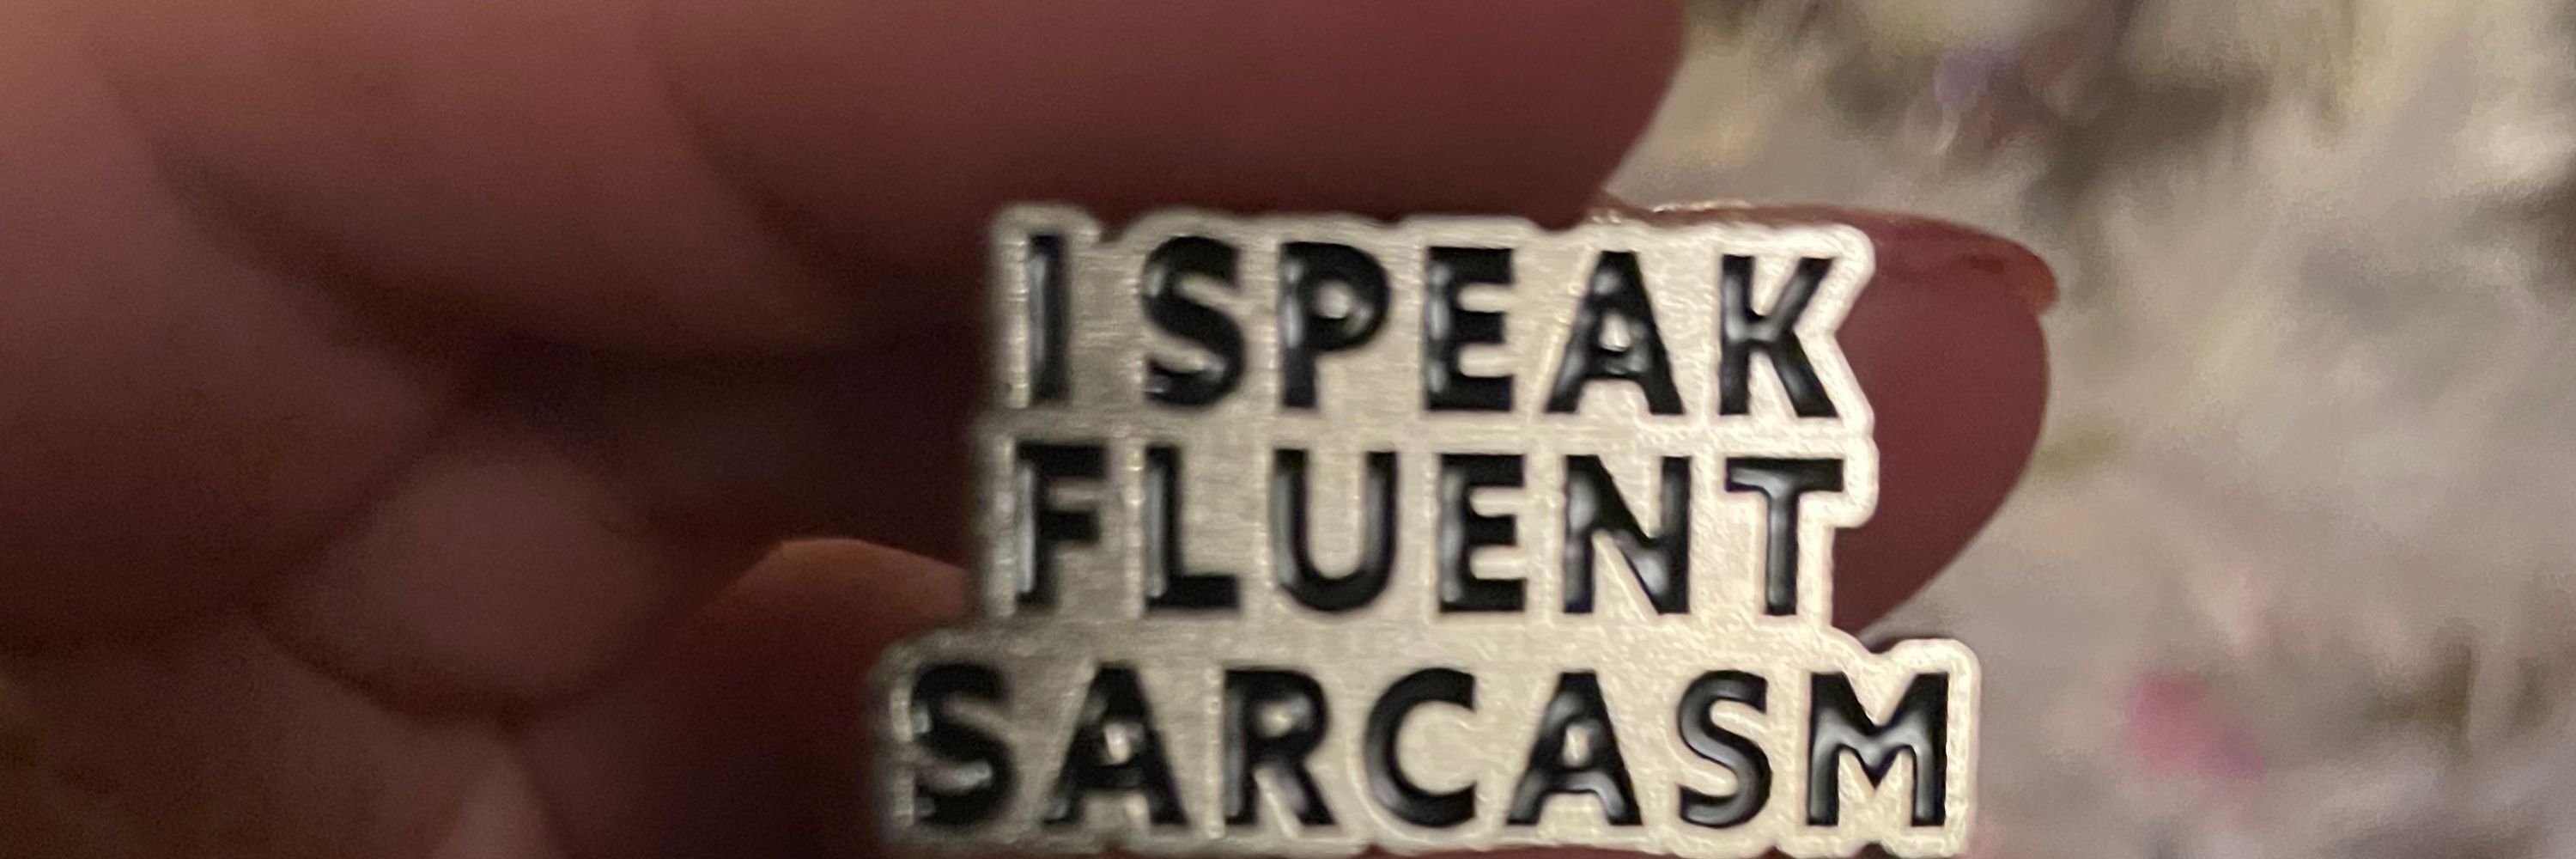 I SPEAK
FLUENT
SARCASM